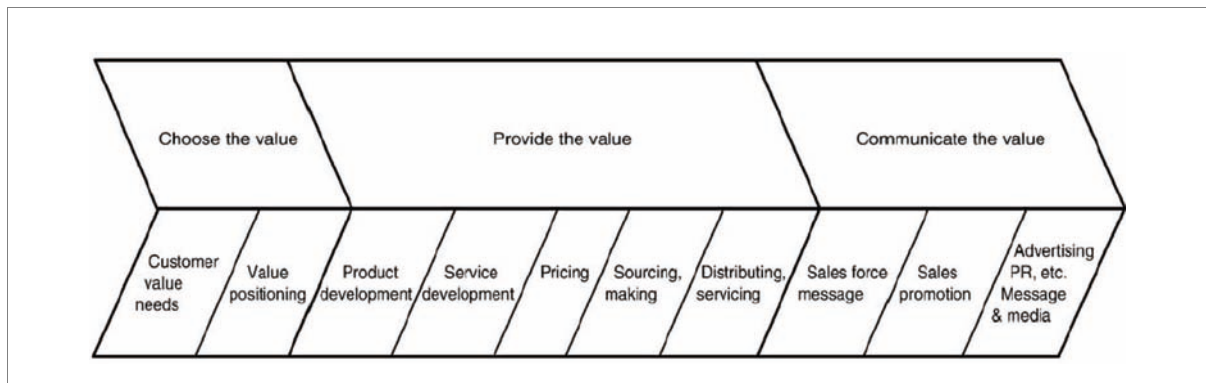 Choose the value
Provide the value
Communicate the value
Customer
value
needs
Value
positioning
Product
development
Service
development
Pricing
Sourcing,
making
Distributing,
servicing
Sales force
message
Sales
promotion
Advertising
PR, etc.
Message
& media